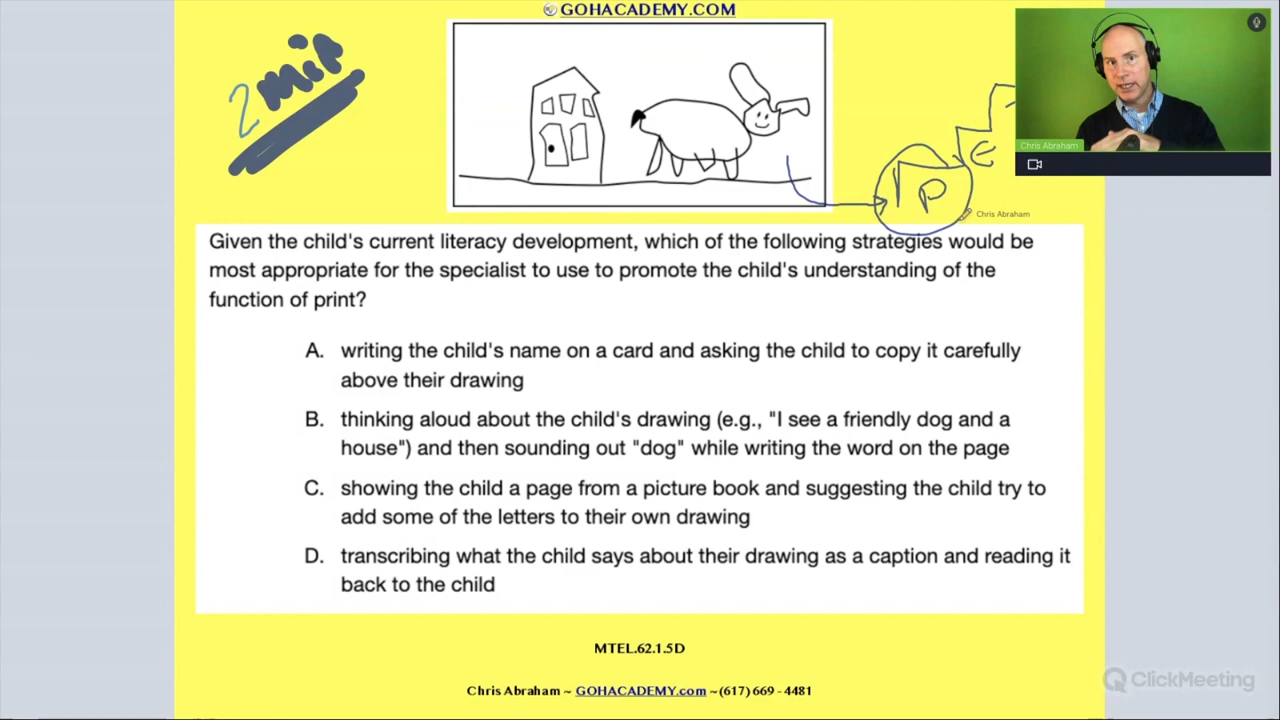 GOHACADEMY.COM
2 min
P
E
Chris Abraham
Chris Abraham
Given the child's current literacy development, which of the following strategies would be
most appropriate for the specialist to use to promote the child's understanding of the
function of print?
A. writing the child's name on a card and asking the child to copy it carefully
above their drawing
B. thinking aloud about the child's drawing (e.g., "I see a friendly dog and a
house") and then sounding out "dog" while writing the word on the page
C. showing the child a page from a picture book and suggesting the child try to
add some of the letters to their own drawing
D. transcribing what the child says about their drawing as a caption and reading it
back to the child
MTEL.62.1.5D
Chris Abraham ~ GOHACADEMY.com ~(617) 669 - 4481
ClickMeeting